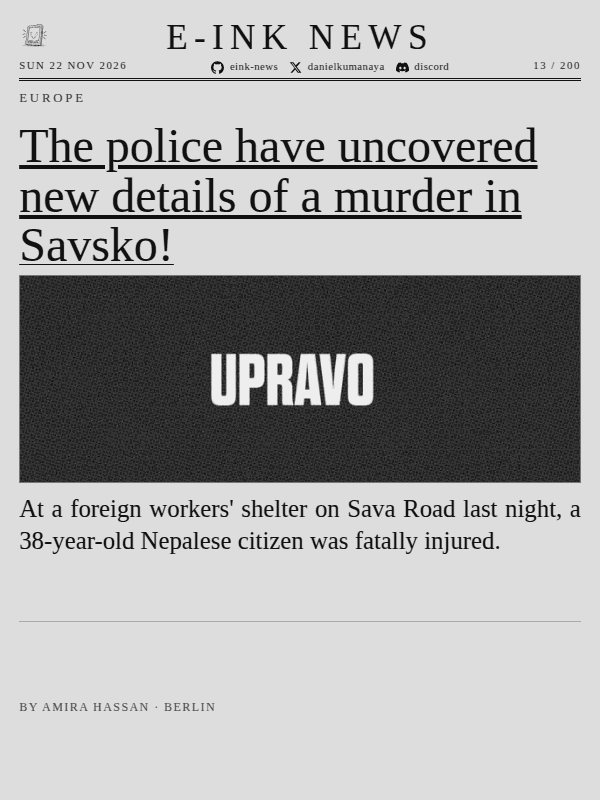 E-INK NEWS
SUN 22 NOV 2026
eink-news danielkumanaya discord
13 / 200
EUROPE
The police have uncovered
new details of a murder in
Savsko!
UPRAVO
At a foreign workers' shelter on Sava Road last night, a
38-year-old Nepalese citizen was fatally injured.
BY AMIRA HASSAN · BERLIN